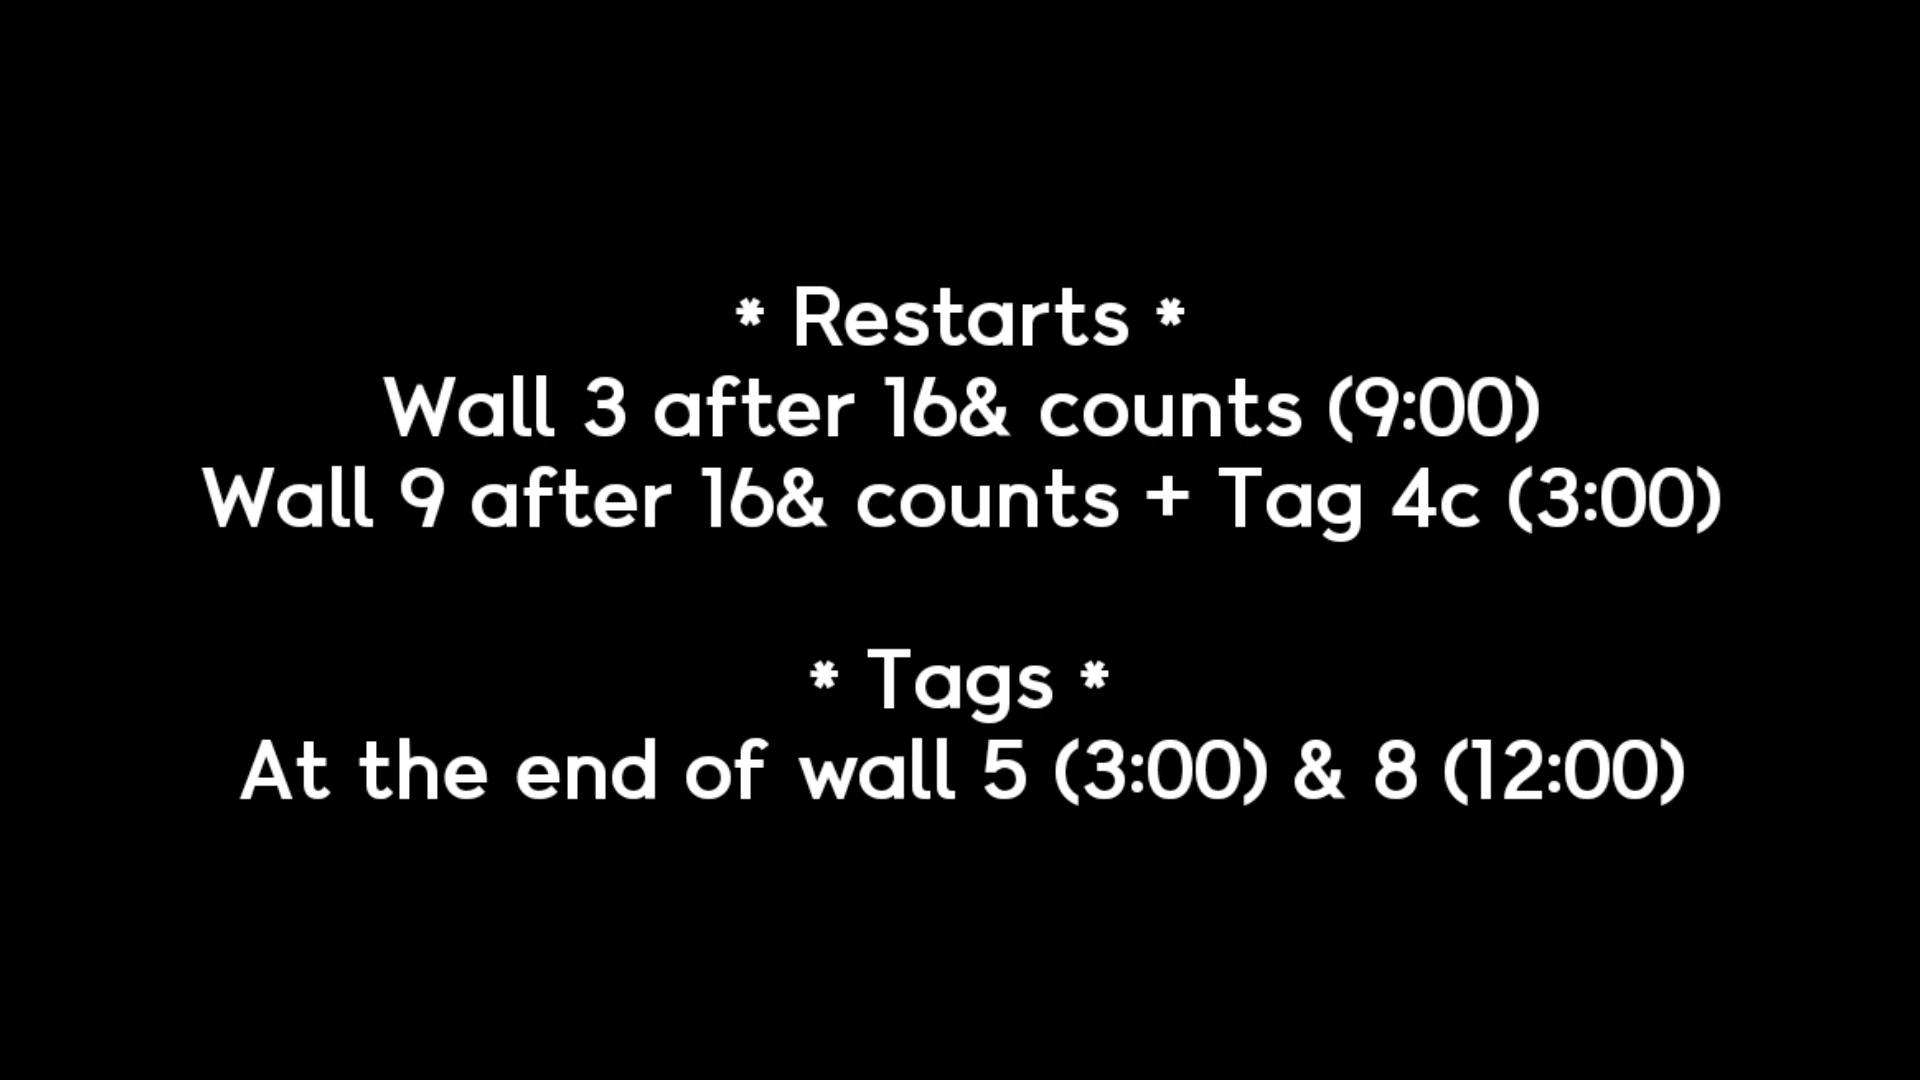 * Restarts *
Wall 3 after 16& counts (9:00)
Wall 9 after 16& counts + Tag 4c (3:00)
* Tags *
At the end of wall 5 (3:00) & 8 (12:00)